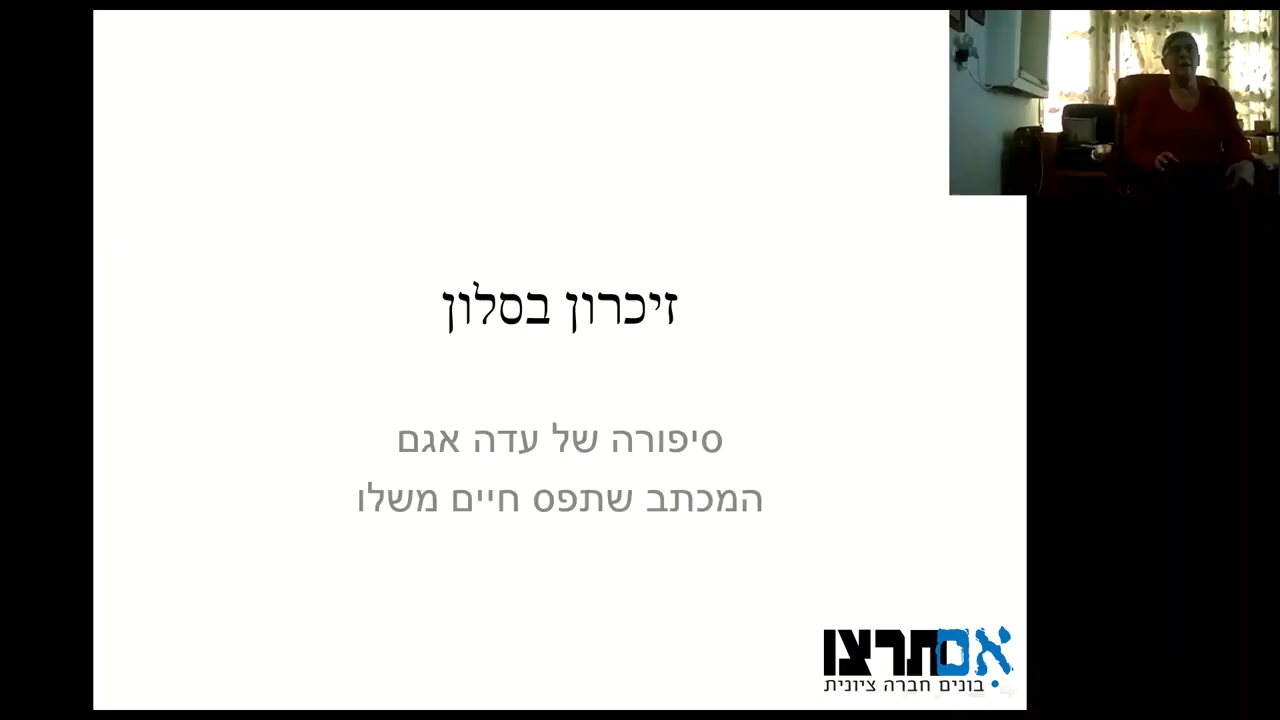 זיכרון בסלון
סיפורה של עדה אגם
המכתב שתפס חיים משלו
אם תרצו
בונים חברה ציונית